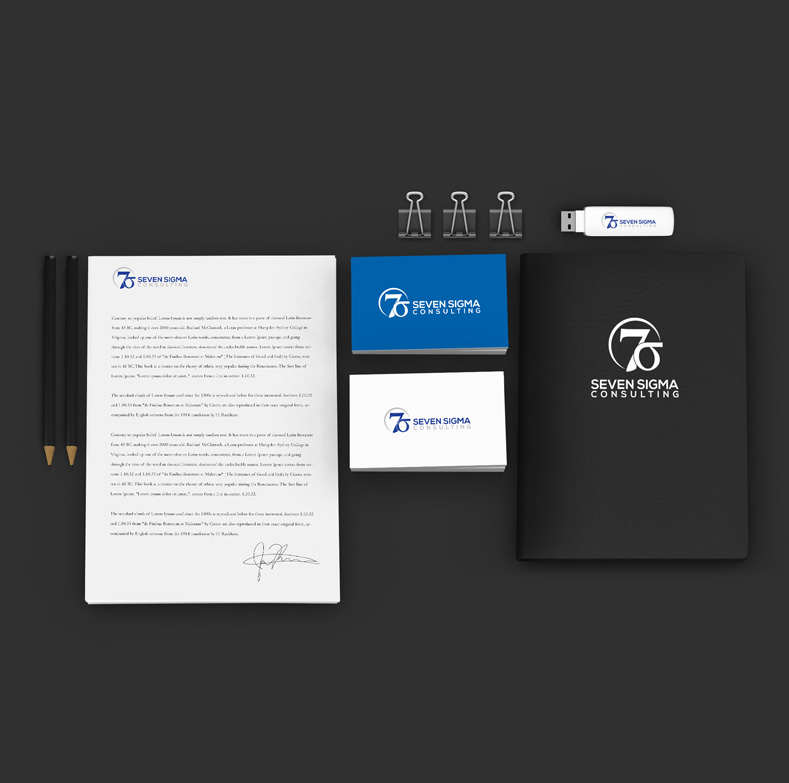 7σ SEVEN SIGMA
CONSULTING
7σ SEVEN SIGMA
CONSULTING
Contrary to popular belief, Lorem Ipsum is not simply random text. It has roots in a piece of classical Latin literature
from 45 BC, making it over 2000 years old. Richard McClintock, a Latin professor at Hampden-Sydney College in
Virginia, looked up one of the more obscure Latin words, consectetur, from a Lorem Ipsum passage, and going
through the cites of the word in classical literature, discovered the undoubtable source. Lorem Ipsum comes from sec-
tions 1.10.32 and 1.10.33 of "de Finibus Bonorum et Malorum" (The Extremes of Good and Evil) by Cicero, writ-
ten in 45 BC. This book is a treatise on the theory of ethics, very popular during the Renaissance. The first line of
Lorem Ipsum, "Lorem ipsum dolor sit amet..", comes from a line in section 1.10.32.
The standard chunk of Lorem Ipsum used since the 1500s is reproduced below for those interested. Sections 1.10.32
and 1.10.33 from "de Finibus Bonorum et Malorum" by Cicero are also reproduced in their exact original form, ac-
companied by English versions from the 1914 translation by H. Rackham.
Contrary to popular belief, Lorem Ipsum is not simply random text. It has roots in a piece of classical Latin literature
from 45 BC, making it over 2000 years old. Richard McClintock, a Latin professor at Hampden-Sydney College in
Virginia, looked up one of the more obscure Latin words, consectetur, from a Lorem Ipsum passage, and going
through the cites of the word in classical literature, discovered the undoubtable source. Lorem Ipsum comes from sec-
tions 1.10.32 and 1.10.33 of "de Finibus Bonorum et Malorum" (The Extremes of Good and Evil) by Cicero, writ-
ten in 45 BC. This book is a treatise on the theory of ethics, very popular during the Renaissance. The first line of
Lorem Ipsum, "Lorem ipsum dolor sit amet..", comes from a line in section 1.10.32.
The standard chunk of Lorem Ipsum used since the 1500s is reproduced below for those interested. Sections 1.10.32
and 1.10.33 from "de Finibus Bonorum et Malorum" by Cicero are also reproduced in their exact original form, ac-
companied by English versions from the 1914 translation by H. Rackham.
7σ SEVEN SIGMA
CONSULTING
7σ SEVEN SIGMA
CONSULTING
7σ
SEVEN SIGMA
CONSULTING